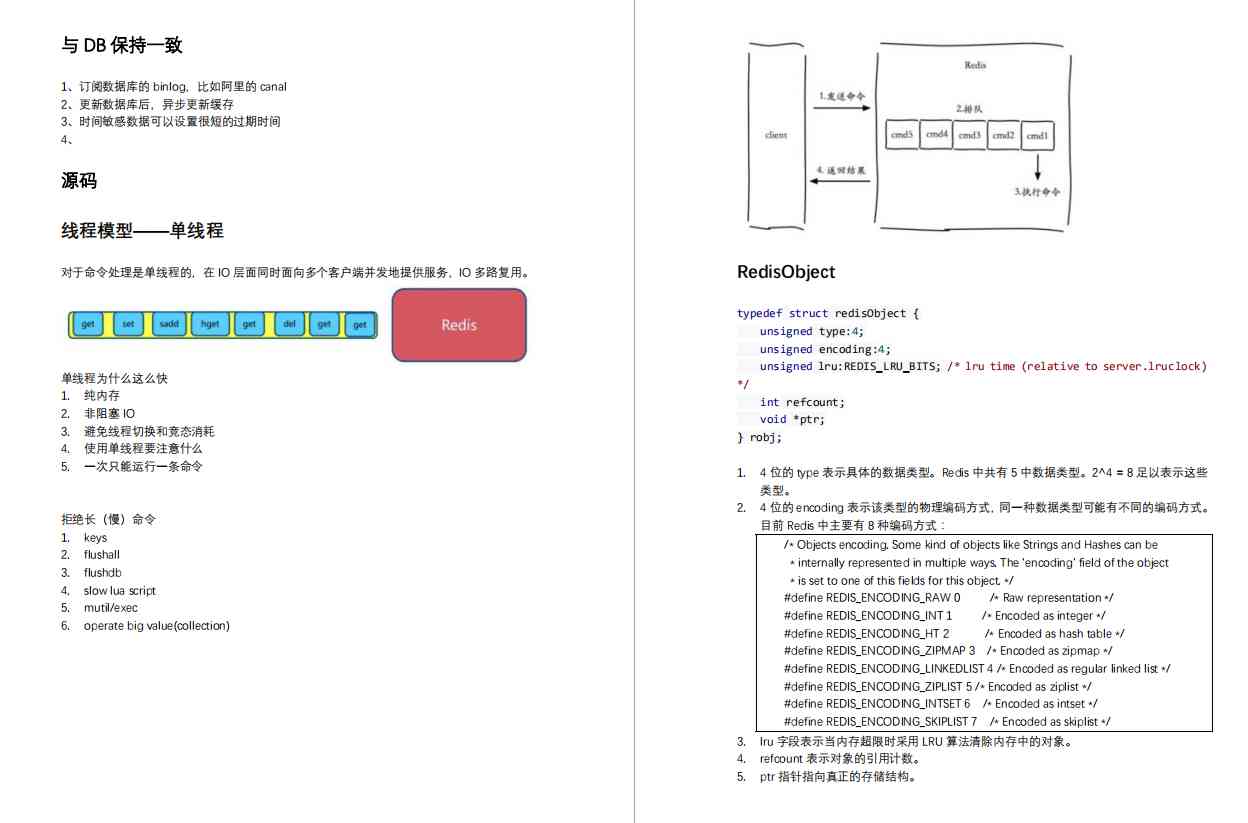 与 DB 保持一致
1、订阅数据库的 binlog，比如阿里的 canal
2、更新数据库后，异步更新缓存
3、时间敏感数据可以设置很短的过期时间
4、
源码
线程模型——单线程
对于命令处理是单线程的，在 IO 层面同时面向多个客户端并发地提供服务，IO 多路复用。
get set sadd hget get del get get Redis
单线程为什么这么快
1. 纯内存
2. 非阻塞 IO
3. 避免线程切换和竞态消耗
4. 使用单线程要注意什么
5. 一次只能运行一条命令
拒绝长（慢）命令
1. keys
2. flushall
3. flushdb
4. slow lua script
5. mutil/exec
6. operate big value(collection)
Redis
1.发送命令
2.排队
client
cmd5 cmd4 cmd3 cmd2 cmd1
4.返回结果
3.执行命令
RedisObject
typedef struct redisObject {
unsigned type:4;
unsigned encoding:4;
unsigned lru:REDIS_LRU_BITS; /* lru time (relative to server.lruclock)
*/
int refcount;
void *ptr;
} robj;
1. 4 位的 type 表示具体的数据类型。Redis 中共有 5 中数据类型。2^4 = 8 足以表示这些
类型。
2. 4 位的 encoding 表示该类型的物理编码方式，同一种数据类型可能有不同的编码方式。
目前 Redis 中主要有 8 种编码方式：
/* Objects encoding. Some kind of objects like Strings and Hashes can be
* internally represented in multiple ways. The 'encoding' field of the object
* is set to one of this fields for this object. */
#define REDIS_ENCODING_RAW 0 /* Raw representation */
#define REDIS_ENCODING_INT 1 /* Encoded as integer */
#define REDIS_ENCODING_HT 2 /* Encoded as hash table */
#define REDIS_ENCODING_ZIPMAP 3 /* Encoded as zipmap */
#define REDIS_ENCODING_LINKEDLIST 4 /* Encoded as regular linked list */
#define REDIS_ENCODING_ZIPLIST 5 /* Encoded as ziplist */
#define REDIS_ENCODING_INTSET 6 /* Encoded as intset */
#define REDIS_ENCODING_SKIPLIST 7 /* Encoded as skiplist */
3. lru 字段表示当内存超限时采用 LRU 算法清除内存中的对象。
4. refcount 表示对象的引用计数。
5. ptr 指针指向真正的存储结构。